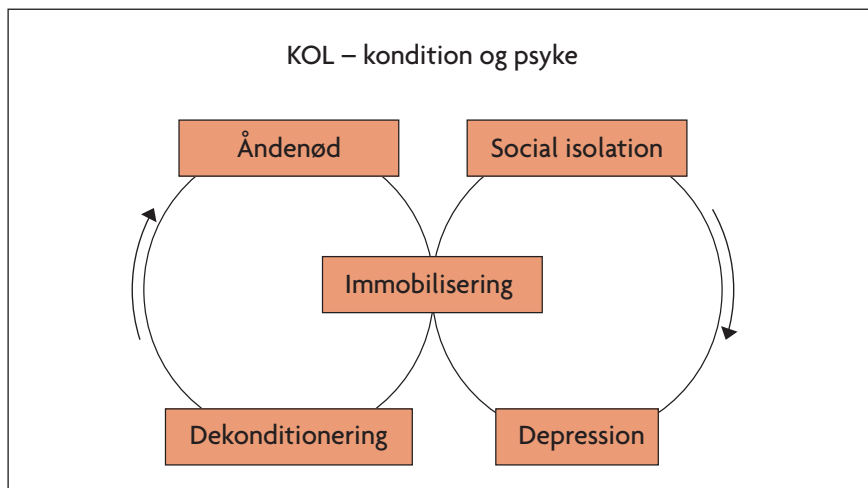 KOL – kondition og psyke
Åndenød
Social isolation
Immobilisering
Dekonditionering
Depression